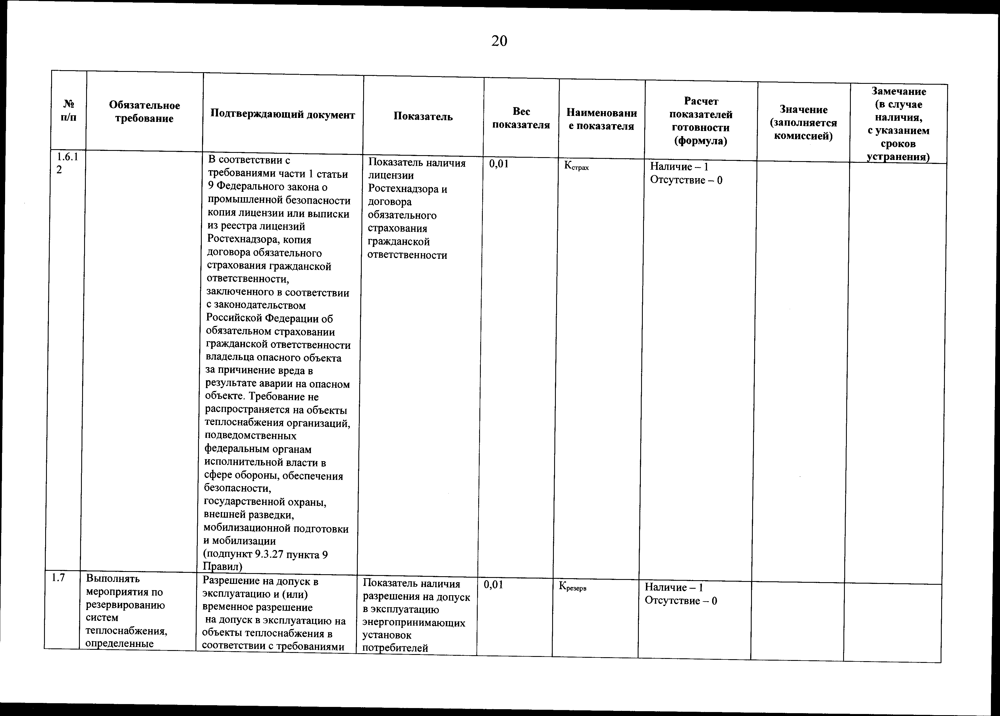 20
№
п/п
Обязательное
требование
Подтверждающий документ
Показатель
Вес
показателя
Наименовани
е показателя
Расчет
показателей
готовности
(формула)
Значение
(заполняется
комиссией)
Замечание
(в случае
наличия,
с указанием
сроков
устранения)
1.6.1
2
В соответствии с
требованиями части 1 статьи
9 Федерального закона о
промышленной безопасности
копия лицензии или выписки
из реестра лицензий
Ростехнадзора, копия
договора обязательного
страхования гражданской
ответственности,
заключенного в соответствии
с законодательством
Российской Федерации об
обязательном страховании
гражданской ответственности
владельца опасного объекта
за причинение вреда в
результате аварии на опасном
объекте. Требование не
распространяется на объекты
теплоснабжения организаций,
подведомственных
федеральным органам
исполнительной власти в
сфере обороны, обеспечения
безопасности,
государственной охраны,
внешней разведки,
мобилизационной подготовки
и мобилизации
(подпункт 9.3.27 пункта 9
Правил)
Показатель наличия
лицензии
Ростехнадзора и
договора
обязательного
страхования
гражданской
ответственности
0,01
Кстрах
Наличие – 1
Отсутствие – 0
1.7
Выполнять
мероприятия по
резервированию
систем
теплоснабжения,
определенные
Разрешение на допуск в
эксплуатацию и (или)
временное разрешение
на допуск в эксплуатацию на
объекты теплоснабжения в
соответствии с требованиями
Показатель наличия
разрешения на допуск
в эксплуатацию
энергопринимающих
установок
потребителей
0,01
Крезерв
Наличие – 1
Отсутствие – 0